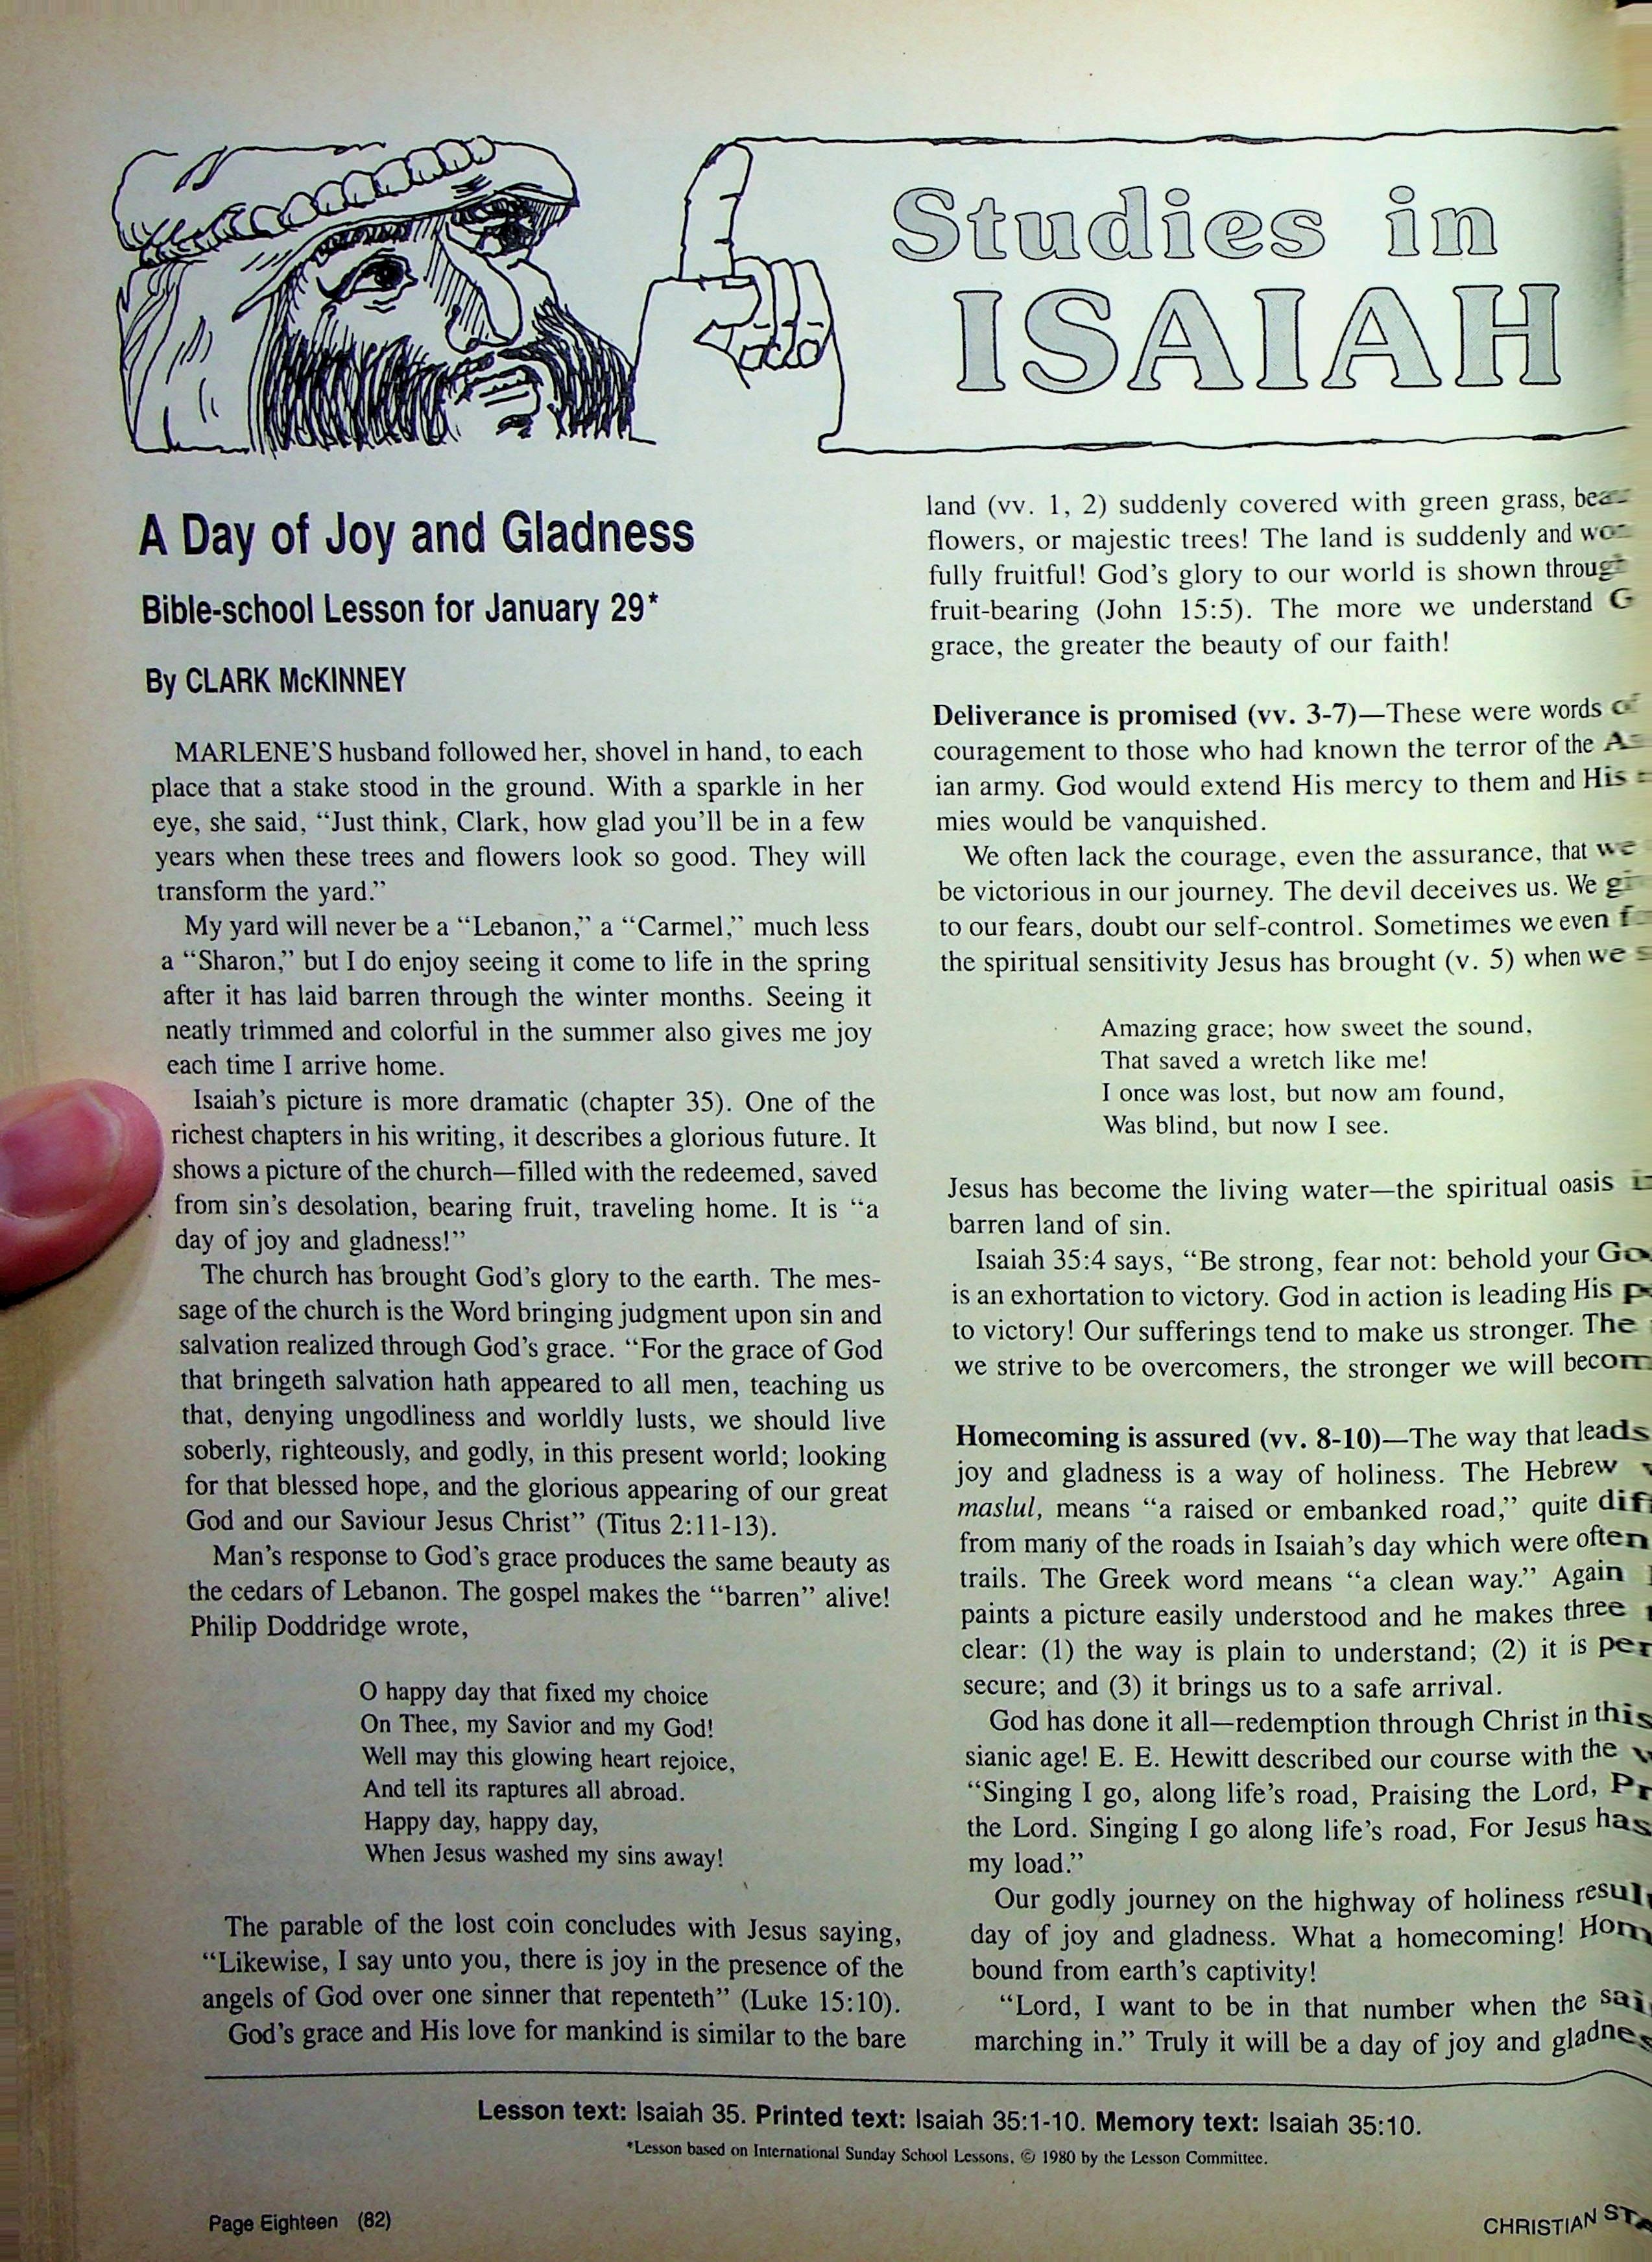 Studies in
ISAIAH
A Day of Joy and Gladness
Bible-school Lesson for January 29*
By CLARK McKINNEY
MARLENE'S husband followed her, shovel in hand, to each
place that a stake stood in the ground. With a sparkle in her
eye, she said, “Just think, Clark, how glad you'll be in a few
years when these trees and flowers look so good. They will
transform the yard.”
My yard will never be a “Lebanon,” a “Carmel,” much less
a “Sharon,” but I do enjoy seeing it come to life in the spring
after it has laid barren through the winter months. Seeing it
neatly trimmed and colorful in the summer also gives me joy
each time I arrive home.
Isaiah's picture is more dramatic (chapter 35). One of the
richest chapters in his writing, it describes a glorious future. It
shows a picture of the church—filled with the redeemed, saved
from sin's desolation, bearing fruit, traveling home. It is “a
day of joy and gladness!”
The church has brought God's glory to the earth. The mes-
sage of the church is the Word bringing judgment upon sin and
salvation realized through God's grace. “For the grace of God
that bringeth salvation hath appeared to all men, teaching us
that, denying ungodliness and worldly lusts, we should live
soberly, righteously, and godly, in this present world; looking
for that blessed hope, and the glorious appearing of our great
God and our Saviour Jesus Christ” (Titus 2:11-13).
Man's response to God's grace produces the same beauty as
the cedars of Lebanon. The gospel makes the “barren” alive!
Philip Doddridge wrote,
O happy day that fixed my choice
On Thee, my Savior and my God!
Well may this glowing heart rejoice,
And tell its raptures all abroad.
Happy day, happy day,
When Jesus washed my sins away!
The parable of the lost coin concludes with Jesus saying,
“Likewise, I say unto you, there is joy in the presence of the
angels of God over one sinner that repenteth” (Luke 15:10).
God's grace and His love for mankind is similar to the bare
land (vv. 1, 2) suddenly covered with green grass,
flowers, or majestic trees! The land is suddenly and
fully fruitful! God's glory to our world is shown
fruit-bearing (John 15:5). The more we understand
grace, the greater the beauty of our faith!
Deliverance is promised (vv. 3-7)—These were words
couragement to those who had known the terror of the
ian army. God would extend His mercy to them and His
mies would be vanquished.
We often lack the courage, even the assurance, that we
be victorious in our journey. The devil deceives us. We
to our fears, doubt our self-control. Sometimes we even
the spiritual sensitivity Jesus has brought (v. 5) when we
Amazing grace; how sweet the sound,
That saved a wretch like me!
I once was lost, but now am found,
Was blind, but now I see.
Jesus has become the living water—the spiritual oasis
barren land of sin.
Isaiah 35:4 says, “Be strong, fear not: behold your
is an exhortation to victory. God in action is leading His
to victory! Our sufferings tend to make us stronger. The
we strive to be overcomers, the stronger we will
Homecoming is assured (vv. 8-10)—The way that leads
joy and gladness is a way of holiness. The Hebrew
maslul, means “a raised or embanked road,” quite
from many of the roads in Isaiah's day which were often
trails. The Greek word means “a clean way.” Again
paints a picture easily understood and he makes three
clear: (1) the way is plain to understand; (2) it is
secure; and (3) it brings us to a safe arrival.
God has done it all—redemption through Christ in this
sianic age! E. E. Hewitt described our course with the
“Singing I go, along life's road, Praising the Lord,
the Lord. Singing I go along life's road, For Jesus has
my load.”
Our godly journey on the highway of holiness
day of joy and gladness. What a homecoming!
bound from earth's captivity!
“Lord, I want to be in that number when the
marching in.” Truly it will be a day of joy and
Lesson text: Isaiah 35. Printed text: Isaiah 35:1-10. Memory text: Isaiah 35:10.
*Lesson based on International Sunday School Lessons, © 1980 by the Lesson Committee.
Page Eighteen (82)
CHRISTIAN